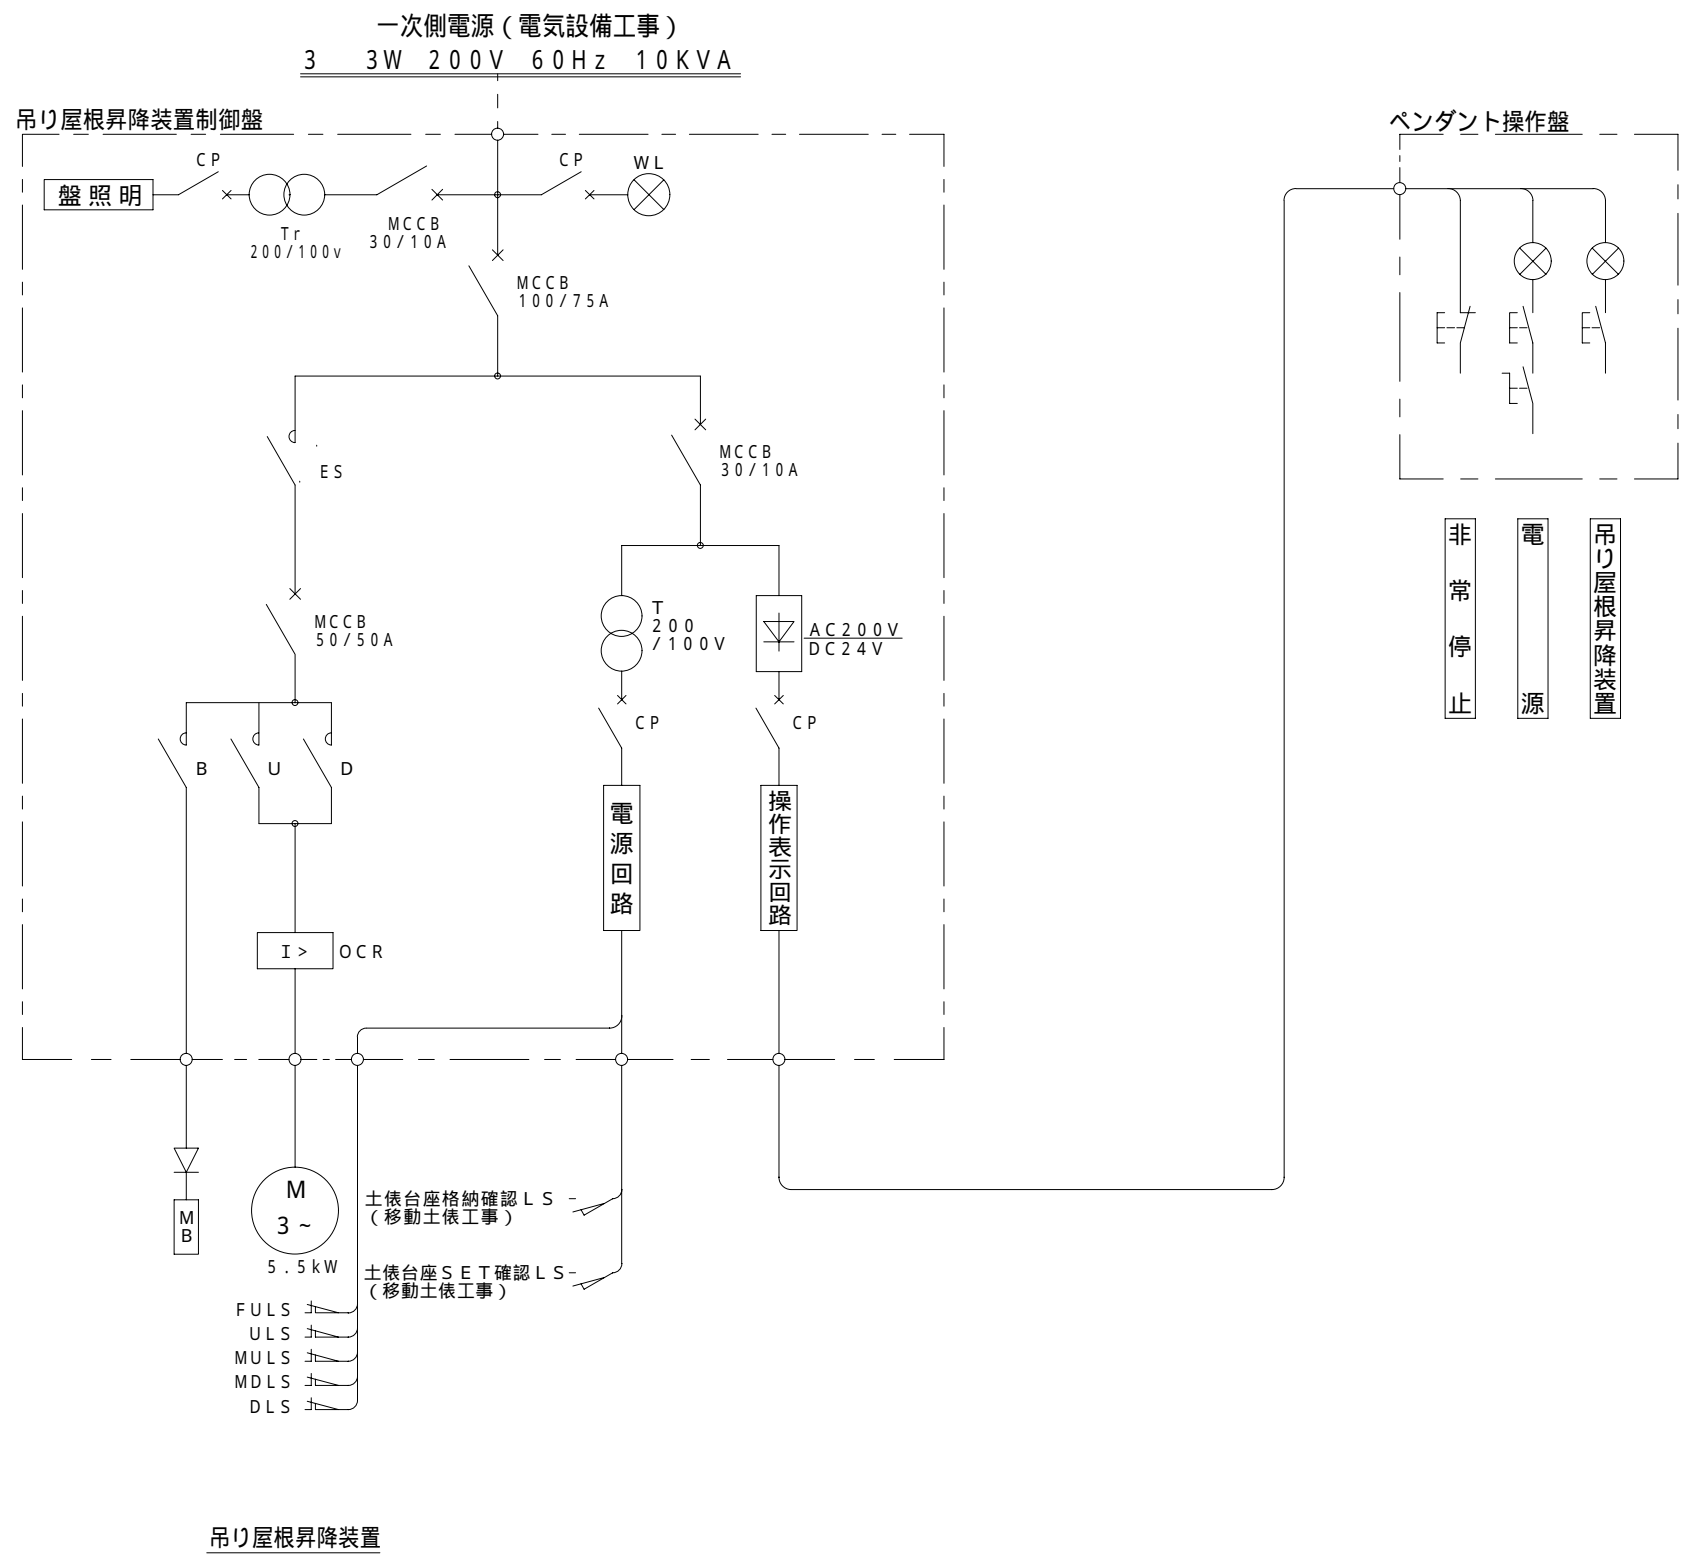 一次側電源（電気設備工事）
3 3W 200V 60Hz 10KVA
吊り屋根昇降装置制御盤
ペンダント操作盤
CP
CP
WL
盤照明
MCCB
30/10A
Tr
200/100v
MCCB
100/75A
ES
MCCB
30/10A
非常停止
電源
吊り屋根昇降装置
MCCB
50/50A
T
200
/100V
AC200V
DC24V
CP
CP
B
U
D
電源回路
操作表示回路
I>
OCR
M
3~
5.5kW
MB
土俵台座格納確認LS
（移動土俵工事）
土俵台座SET確認LS
（移動土俵工事）
FULS
ULS
MULS
MDLS
DLS
吊り屋根昇降装置